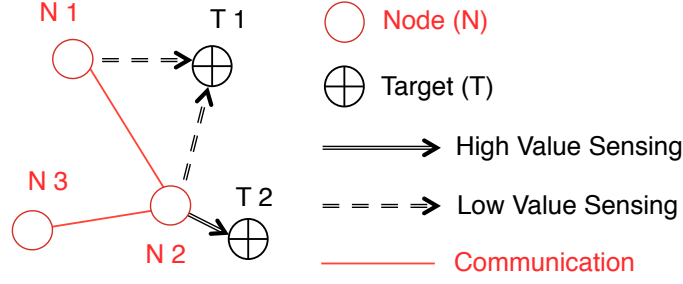 N 1
T 1
N 3
T 2
N 2
Node (N)
Target (T)
High Value Sensing
Low Value Sensing
Communication